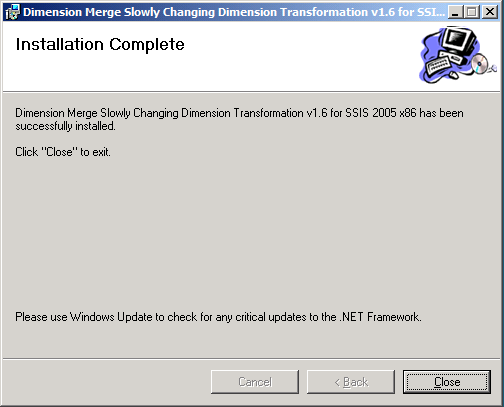 Dimension Merge Slowly Changing Dimension Transformation v1.6 for SSI...
Installation Complete
Dimension Merge Slowly Changing Dimension Transformation v1.6 for SSIS 2005 x86 has been
successfully installed.
Click "Close" to exit.
Please use Windows Update to check for any critical updates to the .NET Framework.
Cancel
< Back
Close